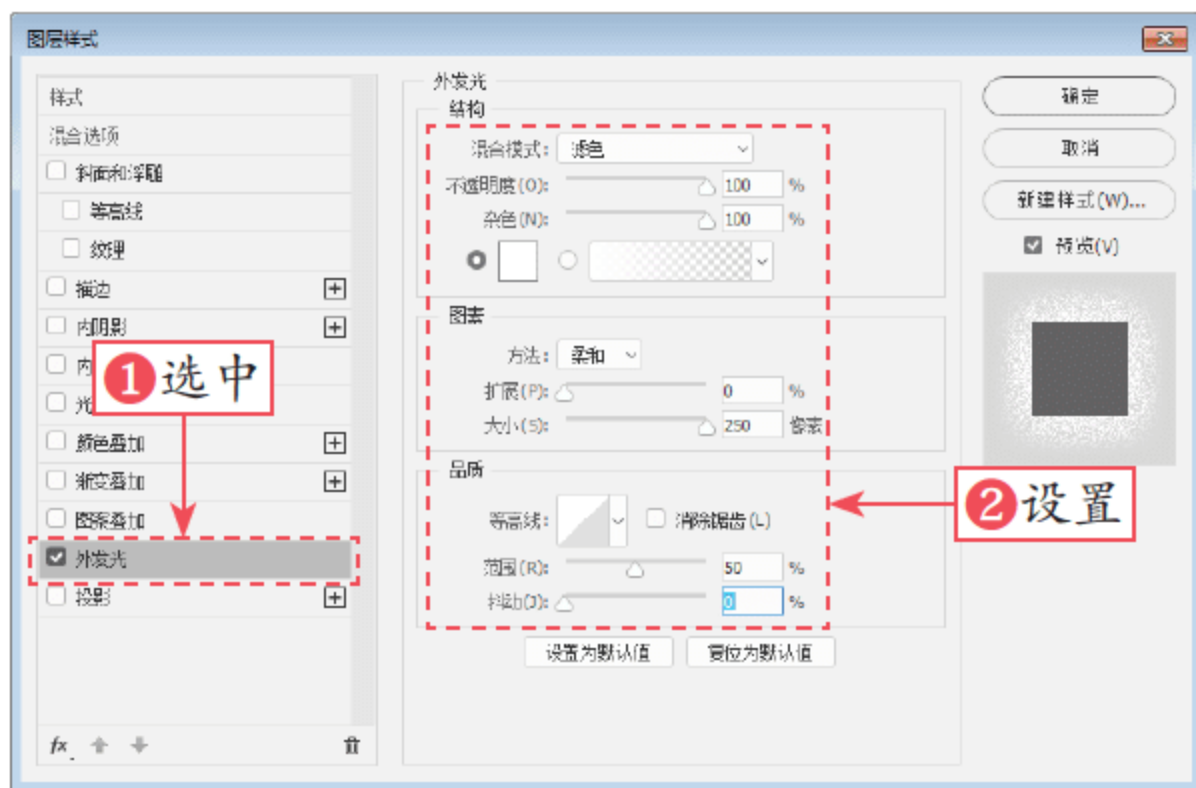 图层样式
样式
混合选项
斜面和浮雕
等高线
纹理
描边
内阴影
内
光
颜色叠加
渐变叠加
图案叠加
外发光
投影
fx
❶选中
外发光
结构
混合模式: 滤色
不透明度(O): 100 %
杂色(N): 100 %
图素
方法: 柔和
扩展(P): 0 %
大小(S): 250 像素
品质
等高线: 消除锯齿(L)
范围(R): 50 %
抖动(J): 0 %
设置为默认值 复位为默认值
确定
取消
新建样式(W)...
预览(V)
❷设置